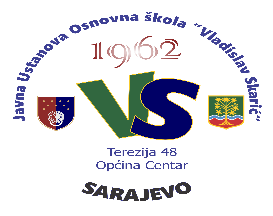 Javna Ustanova Osnovna škola "Vladislav Skarić"
1962
VS
Terezija 48
Općina Centar
SARAJEVO